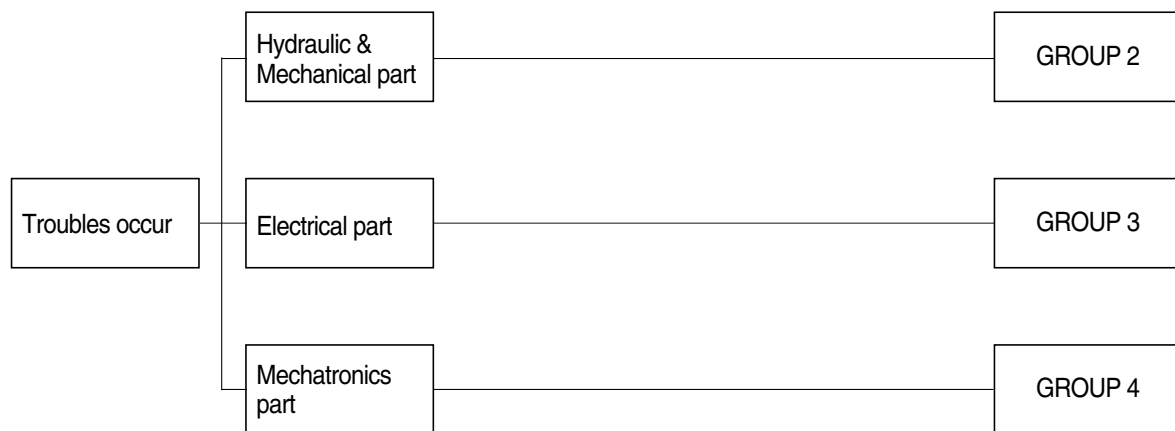 Hydraulic &
Mechanical part
GROUP 2
Troubles occur
Electrical part
GROUP 3
Mechatronics
part
GROUP 4